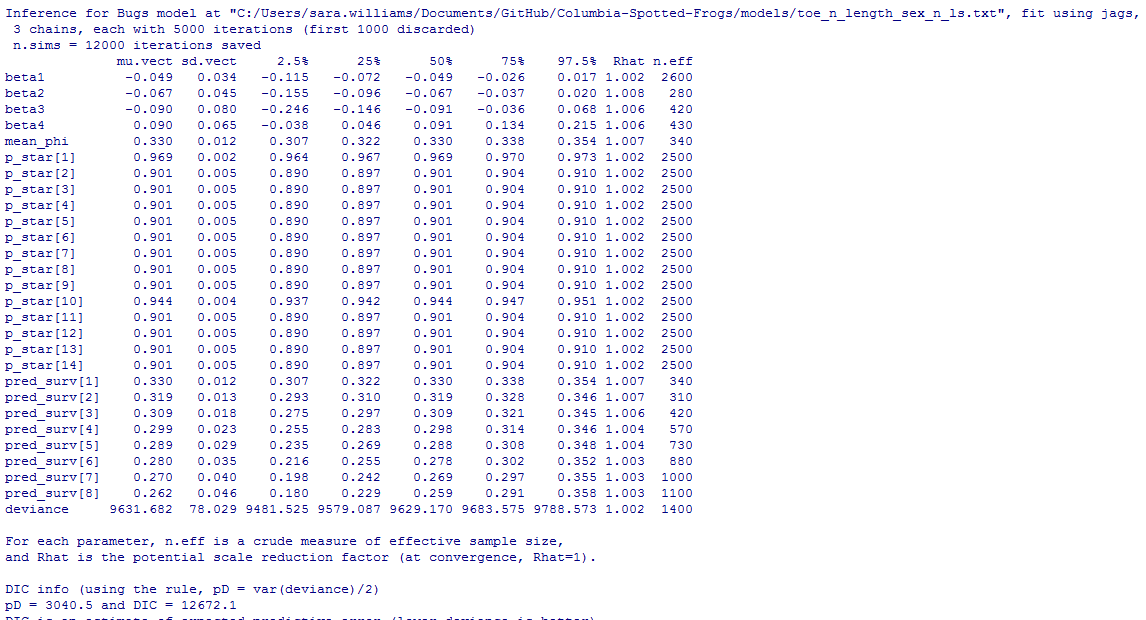 Inference for Bugs model at "C:/Users/sara.williams/Documents/GitHub/Columbia-Spotted-Frogs/models/toe_n_length_sex_n_ls.txt", fit using jags,
3 chains, each with 5000 iterations (first 1000 discarded)
n.sims = 12000 iterations saved
mu.vect sd.vect 2.5% 25% 50% 75% 97.5% Rhat n.eff
beta1 -0.049 0.034 -0.115 -0.072 -0.049 -0.026 0.017 1.002 2600
beta2 -0.067 0.045 -0.155 -0.096 -0.067 -0.037 0.020 1.008 280
beta3 -0.090 0.080 -0.246 -0.146 -0.091 -0.036 0.068 1.006 420
beta4 0.090 0.065 -0.038 0.046 0.091 0.134 0.215 1.006 430
mean_phi 0.330 0.012 0.307 0.322 0.330 0.338 0.354 1.007 340
p_star[1] 0.969 0.002 0.964 0.967 0.969 0.970 0.973 1.002 2500
p_star[2] 0.901 0.005 0.890 0.897 0.901 0.904 0.910 1.002 2500
p_star[3] 0.901 0.005 0.890 0.897 0.901 0.904 0.910 1.002 2500
p_star[4] 0.901 0.005 0.890 0.897 0.901 0.904 0.910 1.002 2500
p_star[5] 0.901 0.005 0.890 0.897 0.901 0.904 0.910 1.002 2500
p_star[6] 0.901 0.005 0.890 0.897 0.901 0.904 0.910 1.002 2500
p_star[7] 0.901 0.005 0.890 0.897 0.901 0.904 0.910 1.002 2500
p_star[8] 0.901 0.005 0.890 0.897 0.901 0.904 0.910 1.002 2500
p_star[9] 0.901 0.005 0.890 0.897 0.901 0.904 0.910 1.002 2500
p_star[10] 0.944 0.004 0.937 0.942 0.944 0.947 0.951 1.002 2500
p_star[11] 0.901 0.005 0.890 0.897 0.901 0.904 0.910 1.002 2500
p_star[12] 0.901 0.005 0.890 0.897 0.901 0.904 0.910 1.002 2500
p_star[13] 0.901 0.005 0.890 0.897 0.901 0.904 0.910 1.002 2500
p_star[14] 0.901 0.005 0.890 0.897 0.901 0.904 0.910 1.002 2500
pred_surv[1] 0.330 0.012 0.307 0.322 0.330 0.338 0.354 1.007 340
pred_surv[2] 0.319 0.013 0.293 0.310 0.319 0.328 0.346 1.007 310
pred_surv[3] 0.309 0.018 0.275 0.297 0.309 0.321 0.345 1.006 420
pred_surv[4] 0.299 0.023 0.255 0.283 0.298 0.314 0.346 1.004 570
pred_surv[5] 0.289 0.029 0.235 0.269 0.288 0.308 0.348 1.004 730
pred_surv[6] 0.280 0.035 0.216 0.255 0.278 0.302 0.352 1.003 880
pred_surv[7] 0.270 0.040 0.198 0.242 0.269 0.297 0.355 1.003 1000
pred_surv[8] 0.262 0.046 0.180 0.229 0.259 0.291 0.358 1.003 1100
deviance 9631.682 78.029 9481.525 9579.087 9629.170 9683.575 9788.573 1.002 1400
For each parameter, n.eff is a crude measure of effective sample size,
and Rhat is the potential scale reduction factor (at convergence, Rhat=1).
DIC info (using the rule, pD = var(deviance)/2)
pD = 3040.5 and DIC = 12672.1
DIC is an estimate of expected predictive error (lower deviance is better).